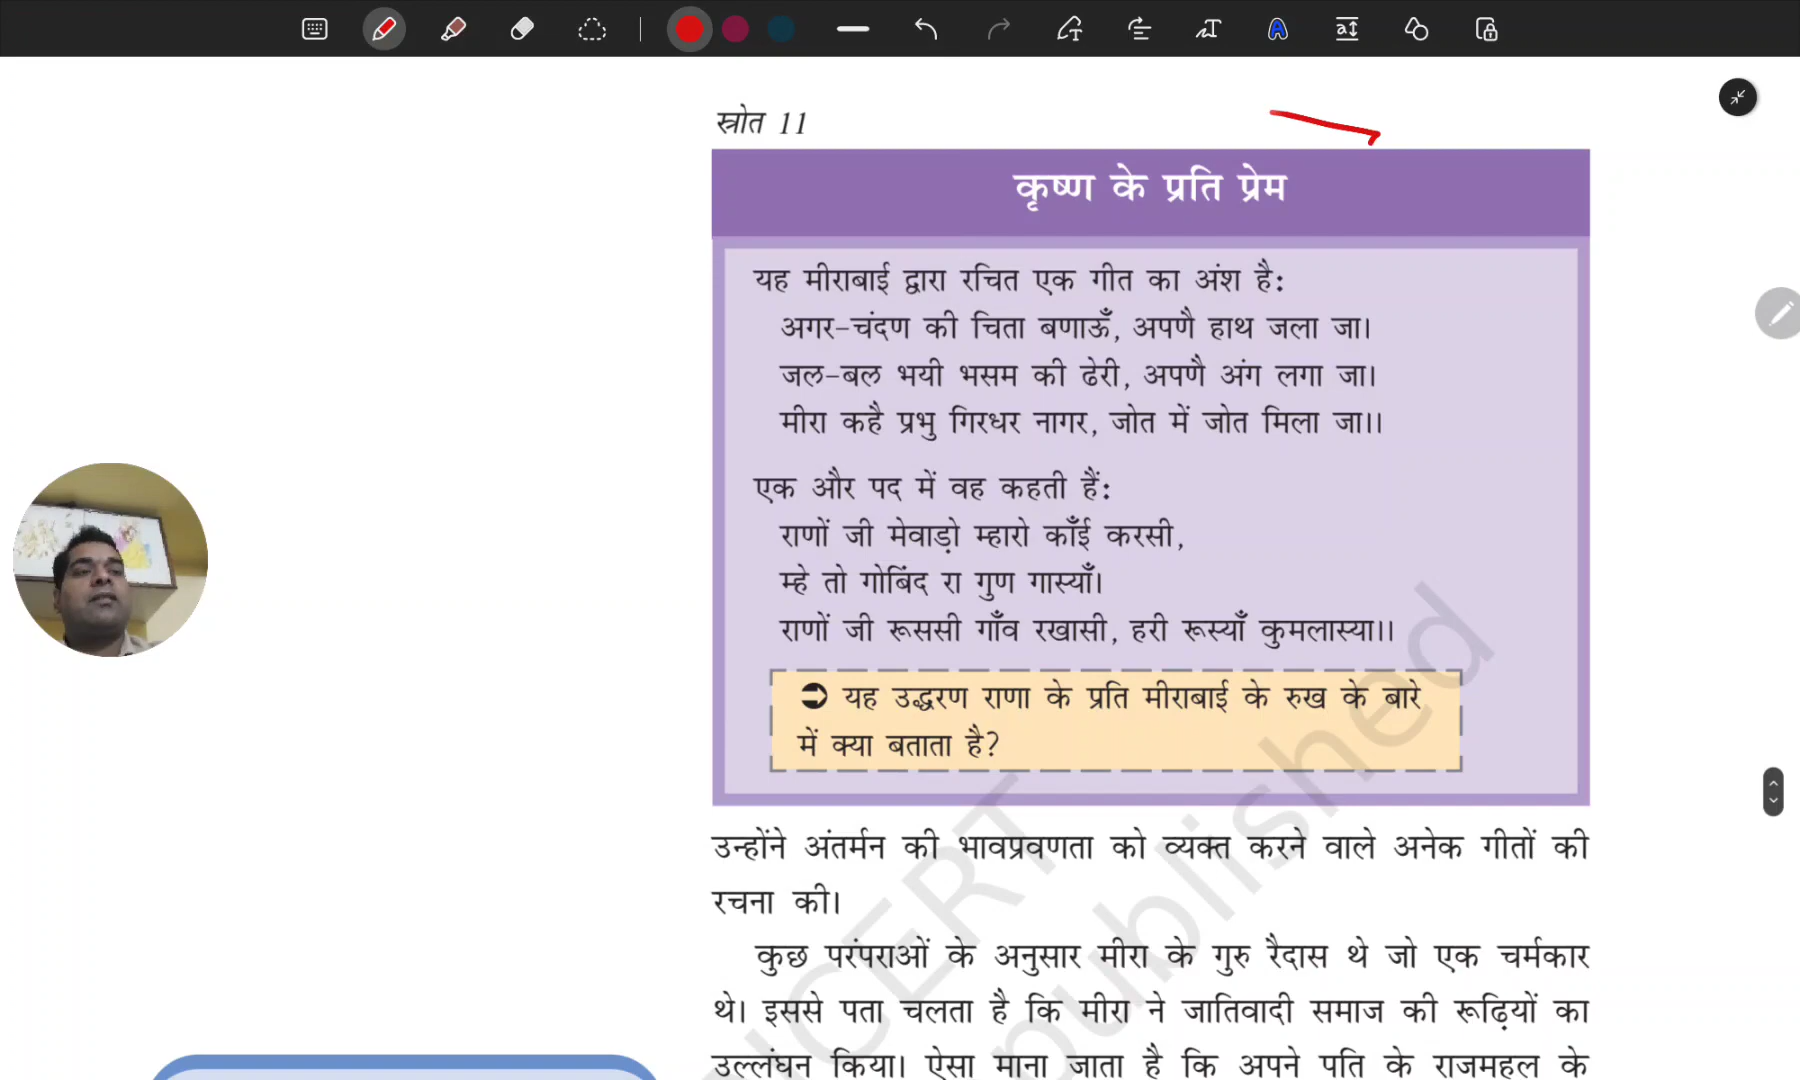 स्रोत 11
कृष्ण के प्रति प्रेम
यह मीराबाई द्वारा रचित एक गीत का अंश है:
अगर-चंदण की चिता बणाऊँ, अपणै हाथ जला जा।
जल-बल भयी भसम की ढेरी, अपणै अंग लगा जा।
मीरा कहै प्रभु गिरधर नागर, जोत में जोत मिला जा।।
एक और पद में वह कहती हैं:
राणों जी मेवाड़ो म्हारो काँई करसी,
म्हे तो गोबिंद रा गुण गास्याँ।
राणों जी रूससी गाँव रखासी, हरी रूस्याँ कुमलास्या।।
➲ यह उद्धरण राणा के प्रति मीराबाई के रुख के बारे
में क्या बताता है?
उन्होंने अंतर्मन की भावप्रवणता को व्यक्त करने वाले अनेक गीतों की
रचना की।
कुछ परंपराओं के अनुसार मीरा के गुरु रैदास थे जो एक चर्मकार
थे। इससे पता चलता है कि मीरा ने जातिवादी समाज की रूढ़ियों का
उल्लंघन किया। ऐसा माना जाता है कि अपने पति के राजमहल के
NCERT
published